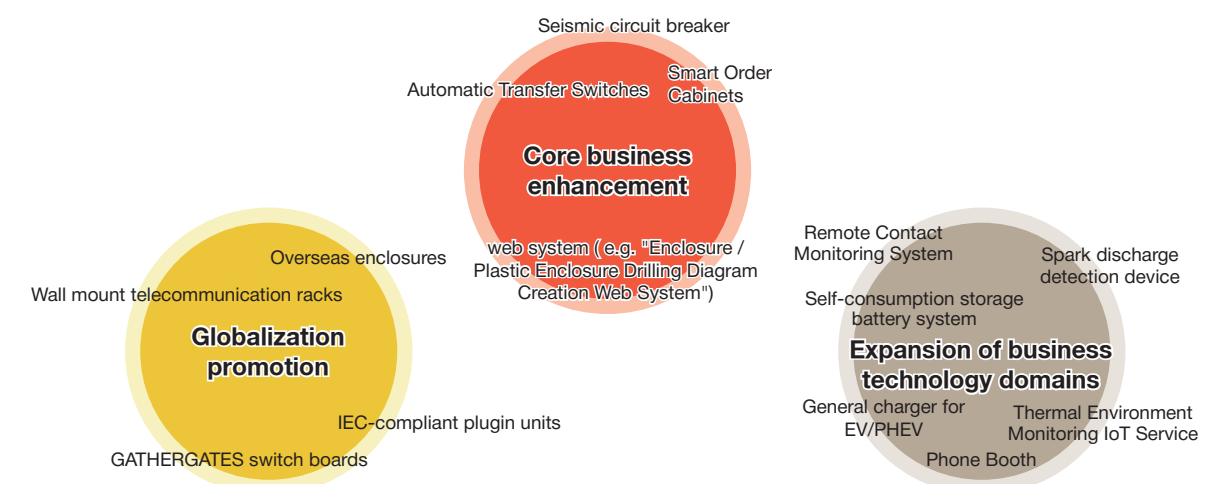 Seismic circuit breaker
Automatic Transfer Switches
Smart Order
Cabinets
Core business
enhancement
web system ( e.g. "Enclosure /
Plastic Enclosure Drilling Diagram
Creation Web System")
Overseas enclosures
Wall mount telecommunication racks
Globalization
promotion
IEC-compliant plugin units
GATHERGATES switch boards
Remote Contact
Monitoring System
Spark discharge
detection device
Self-consumption storage
battery system
Expansion of business
technology domains
General charger for
EV/PHEV
Thermal Environment
Monitoring IoT Service
Phone Booth